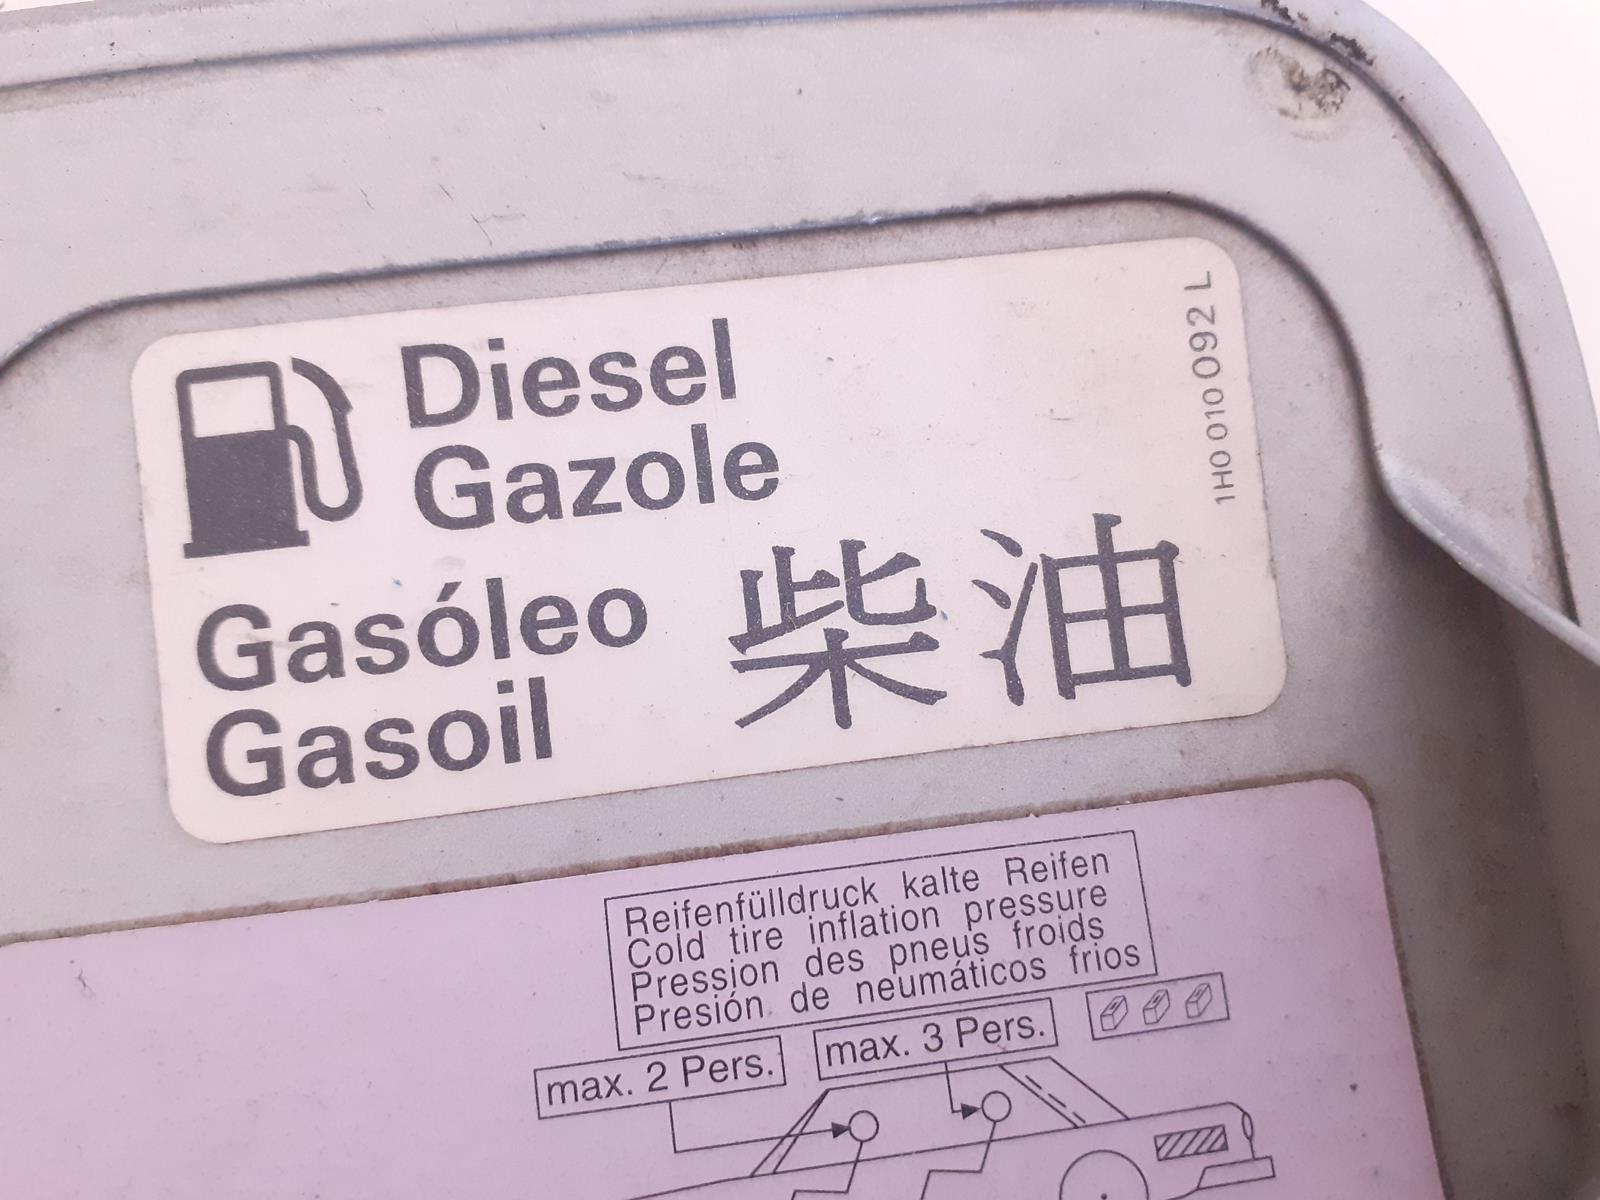 Diesel
Gazole
Gasóleo
Gasoil
柴油
1H0 010 092 L
Reifenfülldruck kalte Reifen
Cold tire inflation pressure
Pression des pneus froids
Presión de neumáticos frios
max. 2 Pers.
max. 3 Pers.